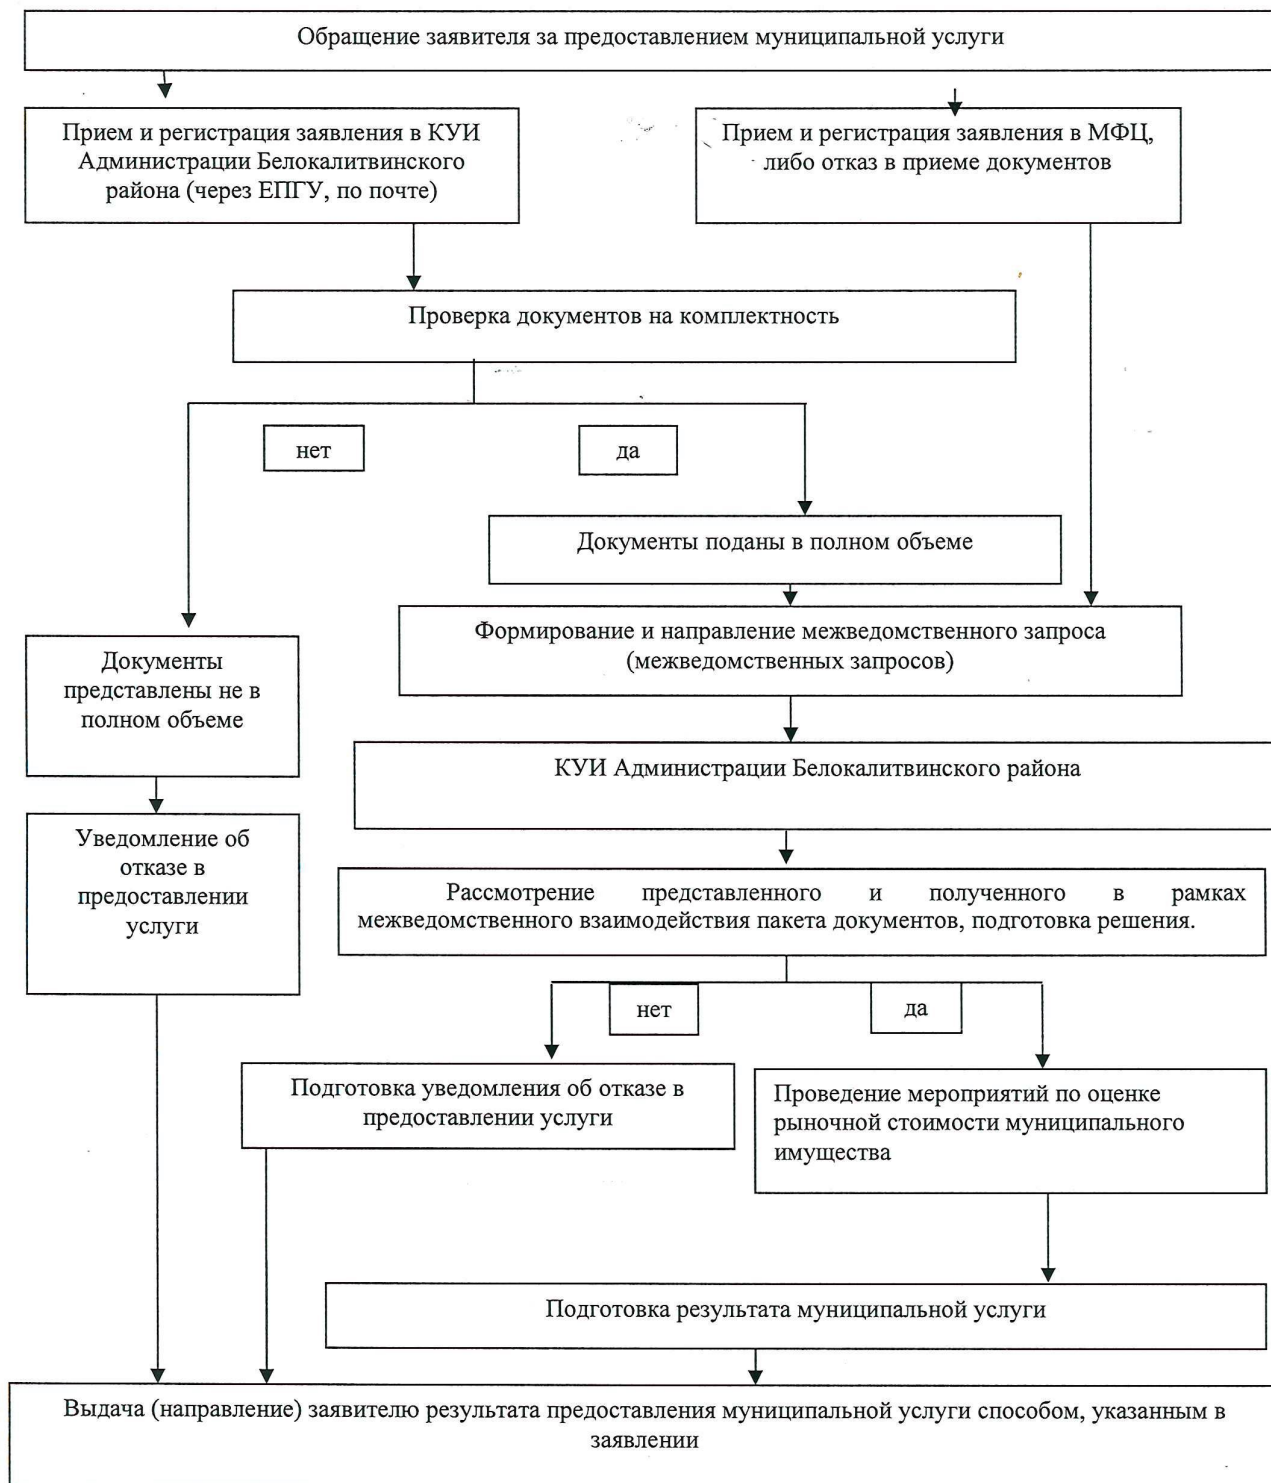 Обращение заявителя за предоставлением муниципальной услуги
Прием и регистрация заявления в КУИ
Администрации Белокалитвинского
района (через ЕПГУ, по почте)
Прием и регистрация заявления в МФЦ,
либо отказ в приеме документов
Проверка документов на комплектность
нет
да
Документы поданы в полном объеме
Формирование и направление межведомственного запроса
(межведомственных запросов)
Документы
представлены не в
полном объеме
КУИ Администрации Белокалитвинского района
Уведомление об
отказе в
предоставлении
услуги
Рассмотрение представленного и полученного в рамках
межведомственного взаимодействия пакета документов, подготовка решения.
нет
да
Подготовка уведомления об отказе в
предоставлении услуги
Проведение мероприятий по оценке
рыночной стоимости муниципального
имущества
Подготовка результата муниципальной услуги
Выдача (направление) заявителю результата предоставления муниципальной услуги способом, указанным в
заявлении